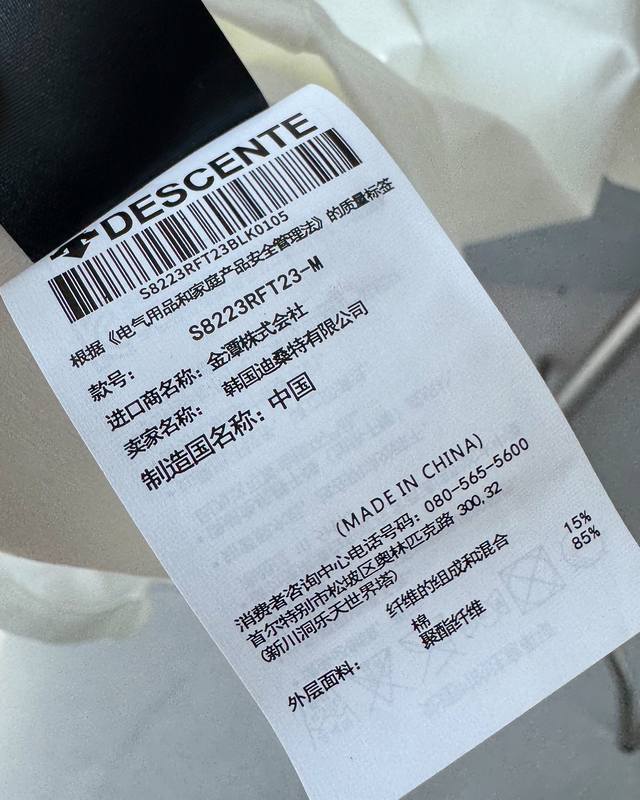 DESCENTE
S8223RFT23BLK0105
根据《电气用品和家庭产品安全管理法》的质量标签
款号： S8223RFT23-M
进口商名称： 金潭株式会社
卖家名称： 韩国迪桑特有限公司
制造国名称：中国
(MADE IN CHINA)
消费者咨询中心电话号码： 080-565-5600
首尔特别市松坡区奥林匹克路 300,32
(新川洞乐天世界塔)
纤维的组成和混合
外层面料： 棉 15%
聚酯纤维 85%